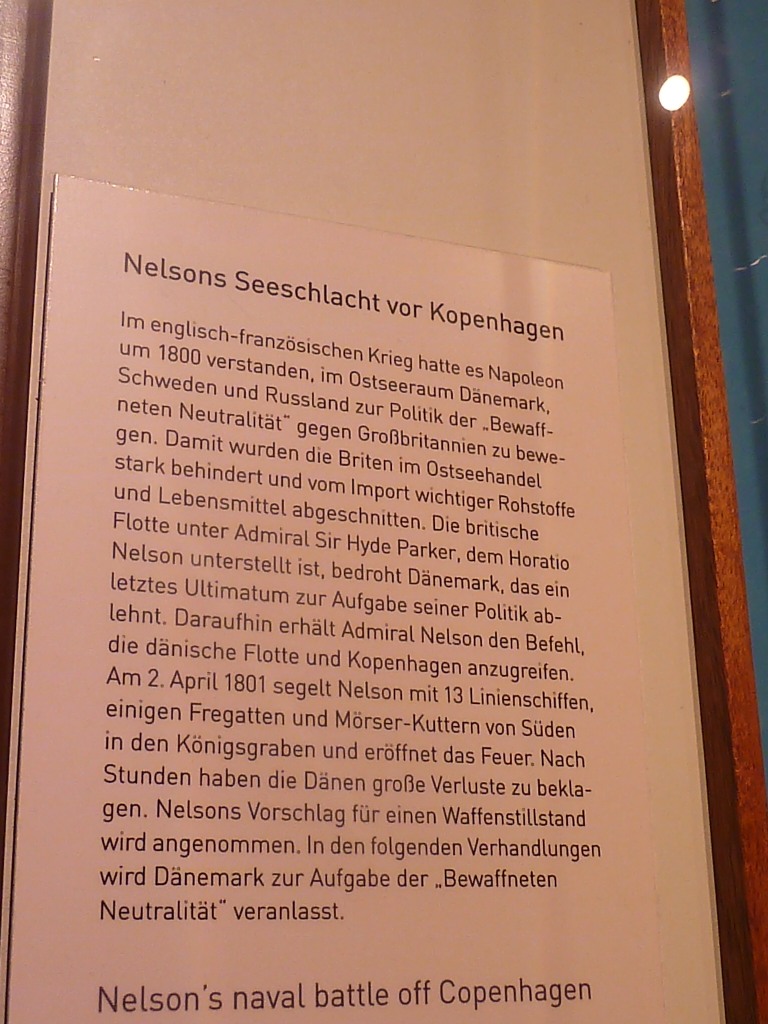 Nelsons Seeschlacht vor Kopenhagen
Im englisch-französischen Krieg hatte es Napoleon
um 1800 verstanden, im Ostseeraum Dänemark,
Schweden und Russland zur Politik der „Bewaff-
neten Neutralität“ gegen Großbritannien zu bewe-
gen. Damit wurden die Briten im Ostseehandel
stark behindert und vom Import wichtiger Rohstoffe
und Lebensmittel abgeschnitten. Die britische
Flotte unter Admiral Sir Hyde Parker, dem Horatio
Nelson unterstellt ist, bedroht Dänemark, das ein
letztes Ultimatum zur Aufgabe seiner Politik ab-
lehnt. Daraufhin erhält Admiral Nelson den Befehl,
die dänische Flotte und Kopenhagen anzugreifen.
Am 2. April 1801 segelt Nelson mit 13 Linienschiffen,
einigen Fregatten und Mörser-Kuttern von Süden
in den Königsgraben und eröffnet das Feuer. Nach
Stunden haben die Dänen große Verluste zu bekla-
gen. Nelsons Vorschlag für einen Waffenstillstand
wird angenommen. In den folgenden Verhandlungen
wird Dänemark zur Aufgabe der „Bewaffneten
Neutralität“ veranlasst.
Nelson's naval battle off Copenhagen